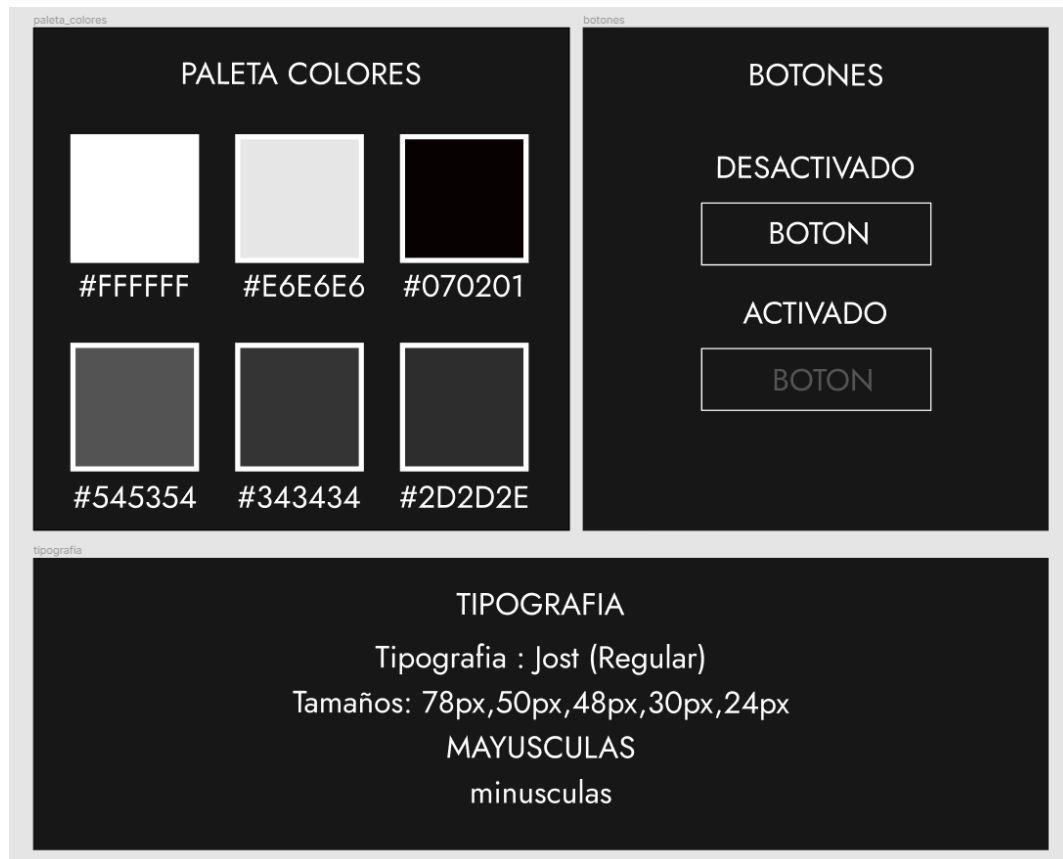 paleta_colores
PALETA COLORES
#FFFFFF
#E6E6E6
#070201
#545354
#343434
#2D2D2E
botones
BOTONES
DESACTIVADO
BOTON
ACTIVADO
BOTON
tipografia
TIPOGRAFIA
Tipografia : Jost (Regular)
Tamaños: 78px,50px,48px,30px,24px
MAYUSCULAS
minusculas